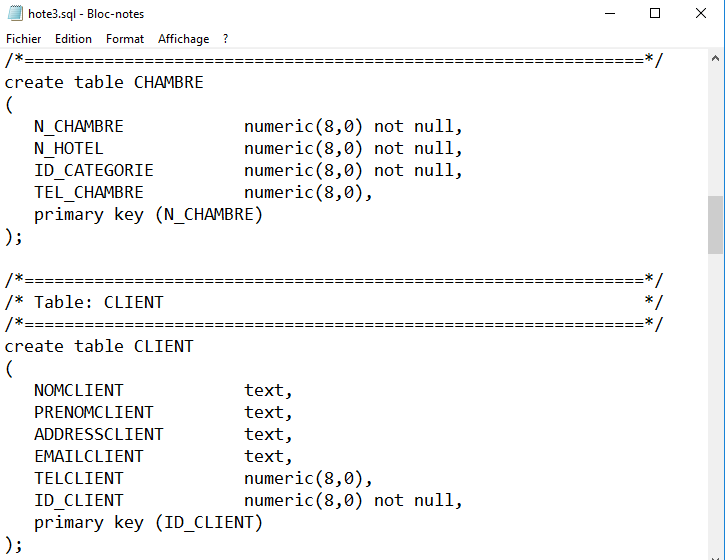 hote3.sql - Bloc-notes
Fichier Edition Format Affichage ?
/*==============================================================*/
create table CHAMBRE
(
   N_CHAMBRE            numeric(8,0) not null,
   N_HOTEL              numeric(8,0) not null,
   ID_CATEGORIE         numeric(8,0) not null,
   TEL_CHAMBRE          numeric(8,0),
   primary key (N_CHAMBRE)
);

/*==============================================================*/
/* Table: CLIENT                                                */
/*==============================================================*/
create table CLIENT
(
   NOMCLIENT            text,
   PRENOMCLIENT         text,
   ADDRESSCLIENT        text,
   EMAILCLIENT          text,
   TELCLIENT            numeric(8,0),
   ID_CLIENT            numeric(8,0) not null,
   primary key (ID_CLIENT)
);